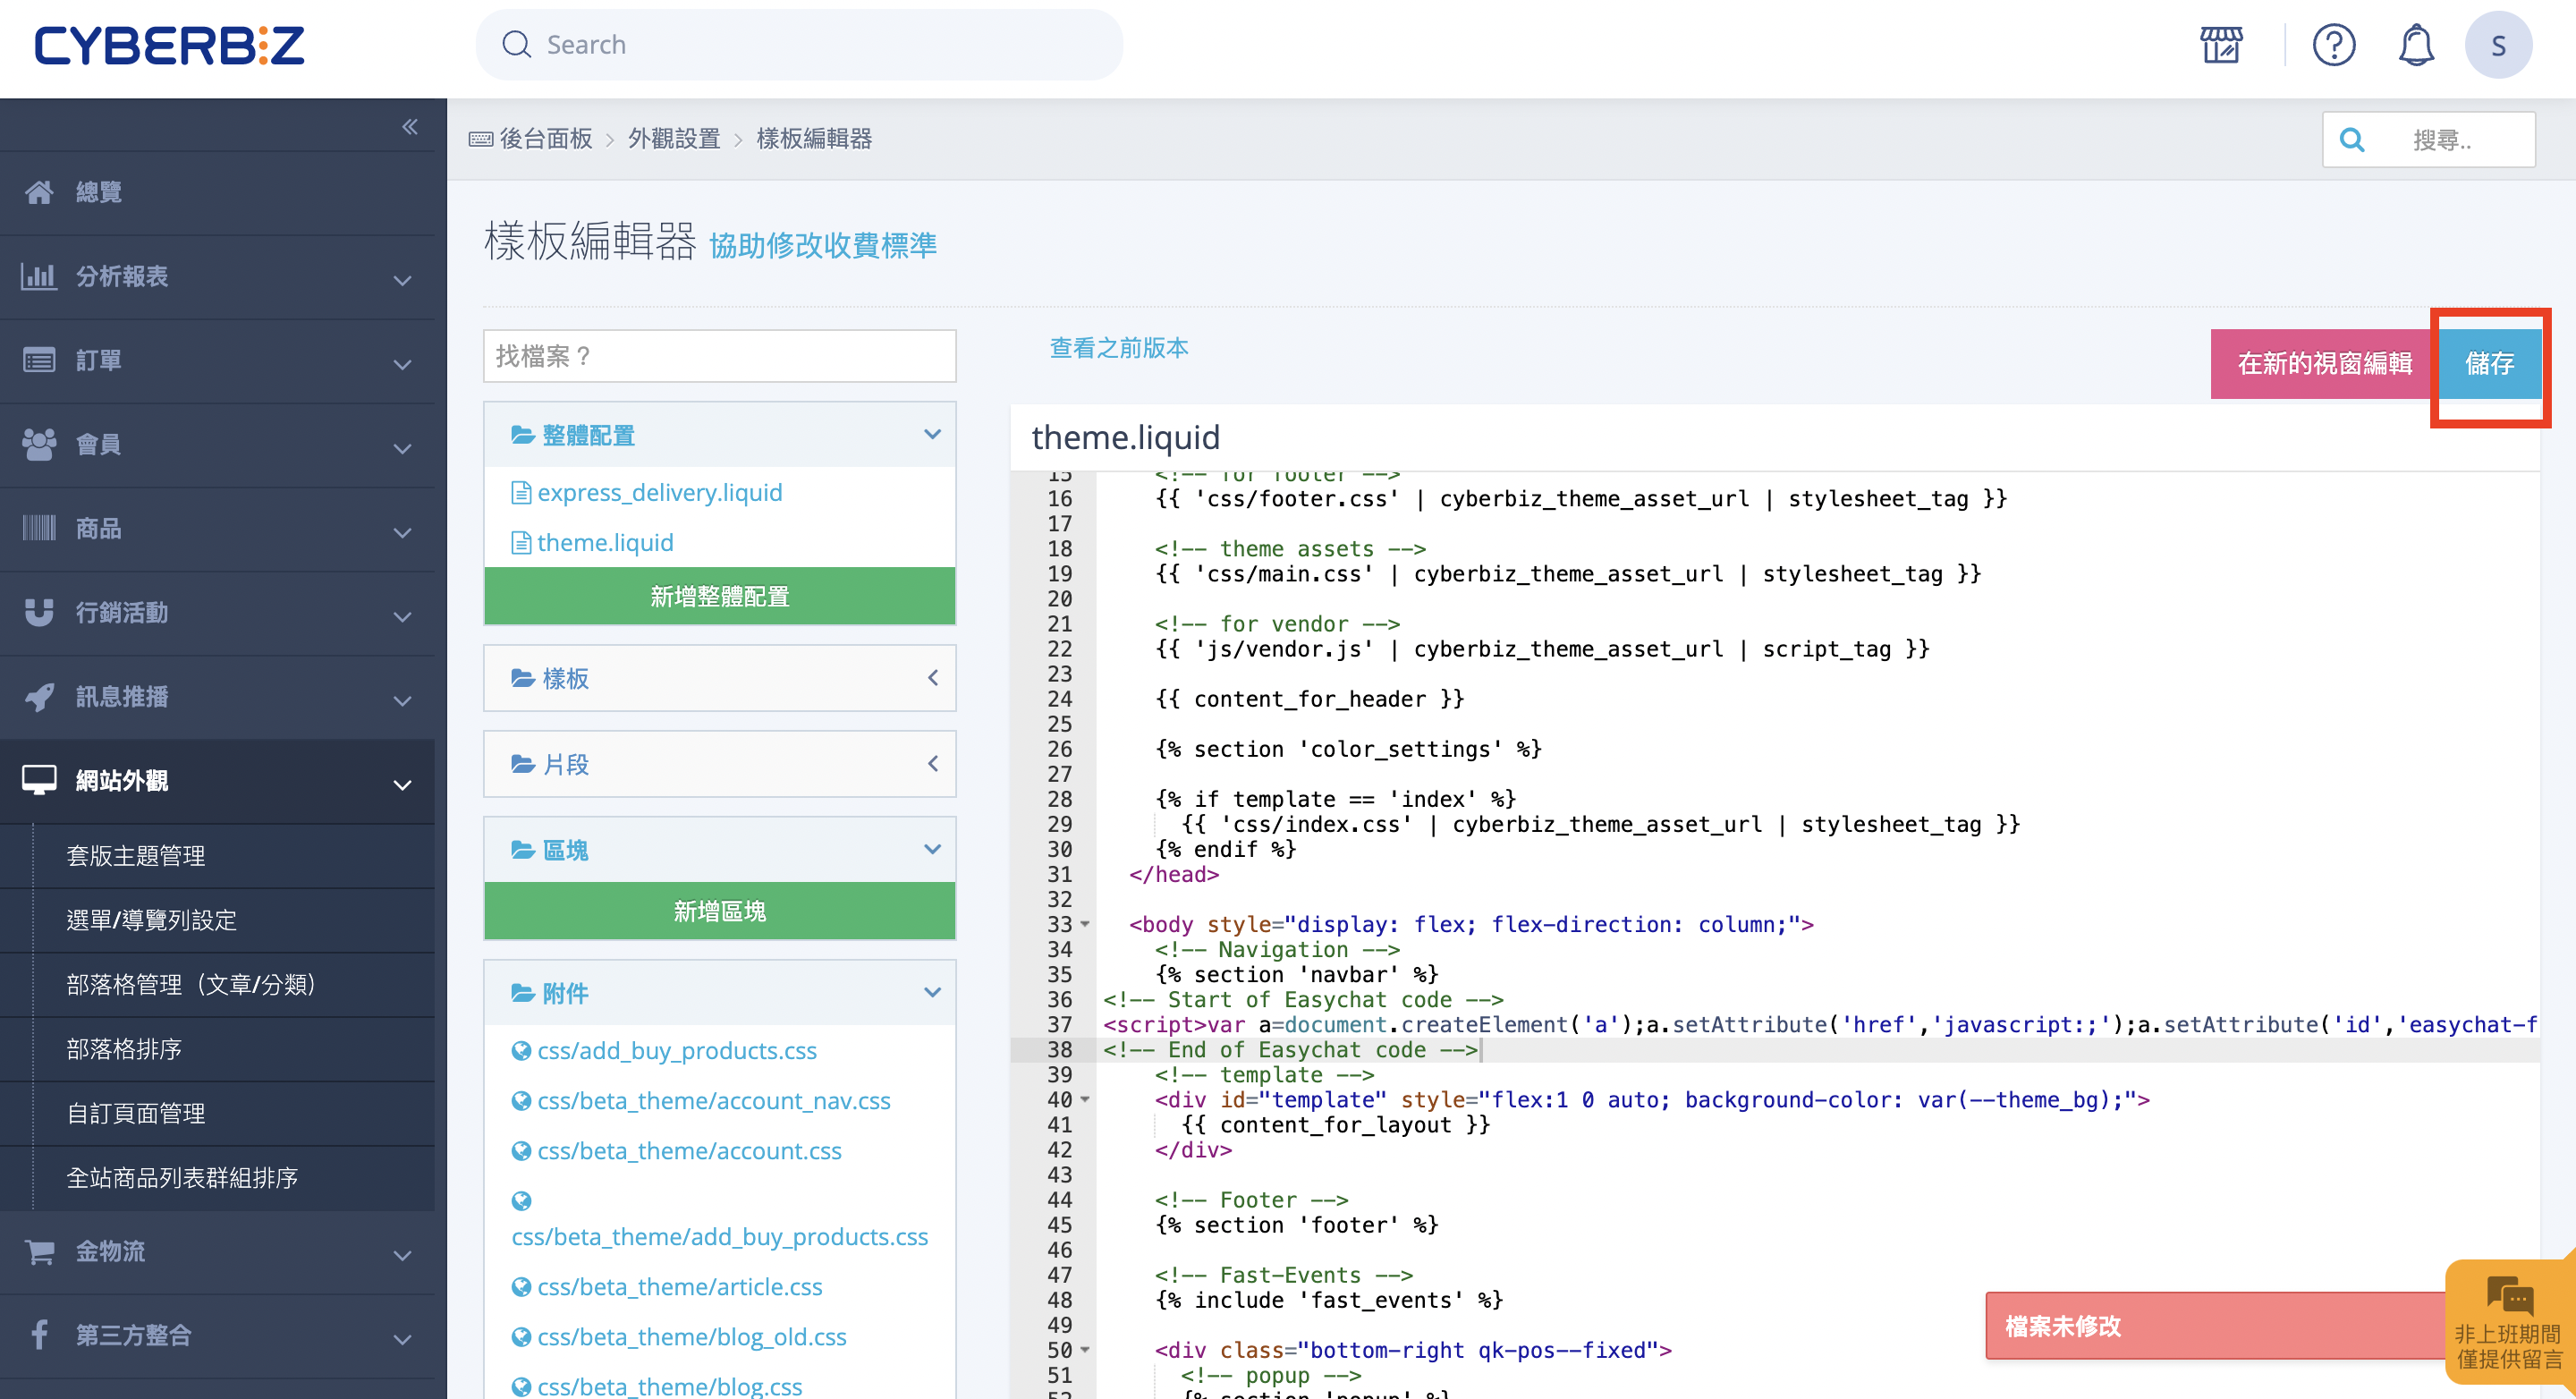 CYBERBIZ
Search
S
後台面板 > 外觀設置 > 樣板編輯器
搜尋..
總覽
分析報表
訂單
會員
商品
行銷活動
訊息推播
網站外觀
套版主題管理
選單/導覽列設定
部落格管理（文章/分類）
部落格排序
自訂頁面管理
全站商品列表群組排序
金物流
第三方整合
樣板編輯器 協助修改收費標準
找檔案？
整體配置
express_delivery.liquid
theme.liquid
新增整體配置
樣板
片段
區塊
新增區塊
附件
css/add_buy_products.css
css/beta_theme/account_nav.css
css/beta_theme/account.css
css/beta_theme/add_buy_products.css
css/beta_theme/article.css
css/beta_theme/blog_old.css
css/beta_theme/blog.css
查看之前版本
在新的視窗編輯
儲存
theme.liquid
15 <!-- for footer -->
16 {{ 'css/footer.css' | cyberbiz_theme_asset_url | stylesheet_tag }}
17
18 <!-- theme assets -->
19 {{ 'css/main.css' | cyberbiz_theme_asset_url | stylesheet_tag }}
20
21 <!-- for vendor -->
22 {{ 'js/vendor.js' | cyberbiz_theme_asset_url | script_tag }}
23
24 {{ content_for_header }}
25
26 {% section 'color_settings' %}
27
28 {% if template == 'index' %}
29 {{ 'css/index.css' | cyberbiz_theme_asset_url | stylesheet_tag }}
30 {% endif %}
31 </head>
32
33 <body style="display: flex; flex-direction: column;">
34 <!-- Navigation -->
35 {% section 'navbar' %}
36 <!-- Start of Easychat code -->
37 <script>var a=document.createElement('a');a.setAttribute('href','javascript:;');a.setAttribute('id','easychat-f
38 <!-- End of Easychat code -->
39 <!-- template -->
40 <div id="template" style="flex:1 0 auto; background-color: var(--theme_bg);">
41 {{ content_for_layout }}
42 </div>
43
44 <!-- Footer -->
45 {% section 'footer' %}
46
47 <!-- Fast-Events -->
48 {% include 'fast_events' %}
49
50 <div class="bottom-right qk-pos--fixed">
51 <!-- popup -->
52 {% section 'popup' %}
檔案未修改
非上班期間
僅提供留言